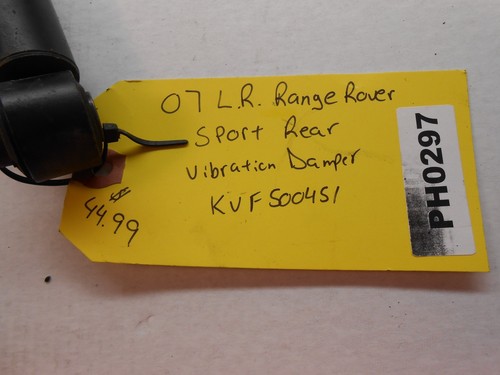 07 L.R. Range Rover
Sport Rear
Vibration Damper
KVF500451
44.99
PH0297